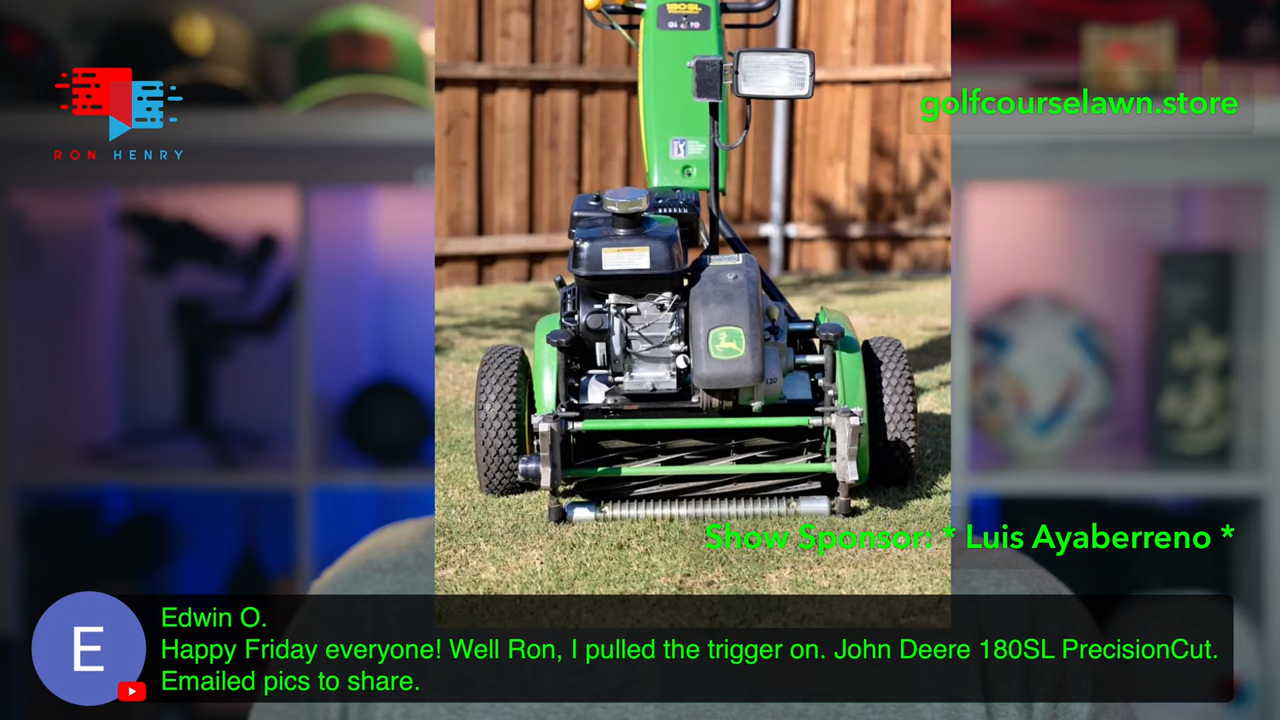 180SL
RON HENRY
golfcourselawn.store
120
Show Sponsor: * Luis Ayaberreno *
E
Edwin O.
Happy Friday everyone! Well Ron, I pulled the trigger on. John Deere 180SL PrecisionCut.
Emailed pics to share.